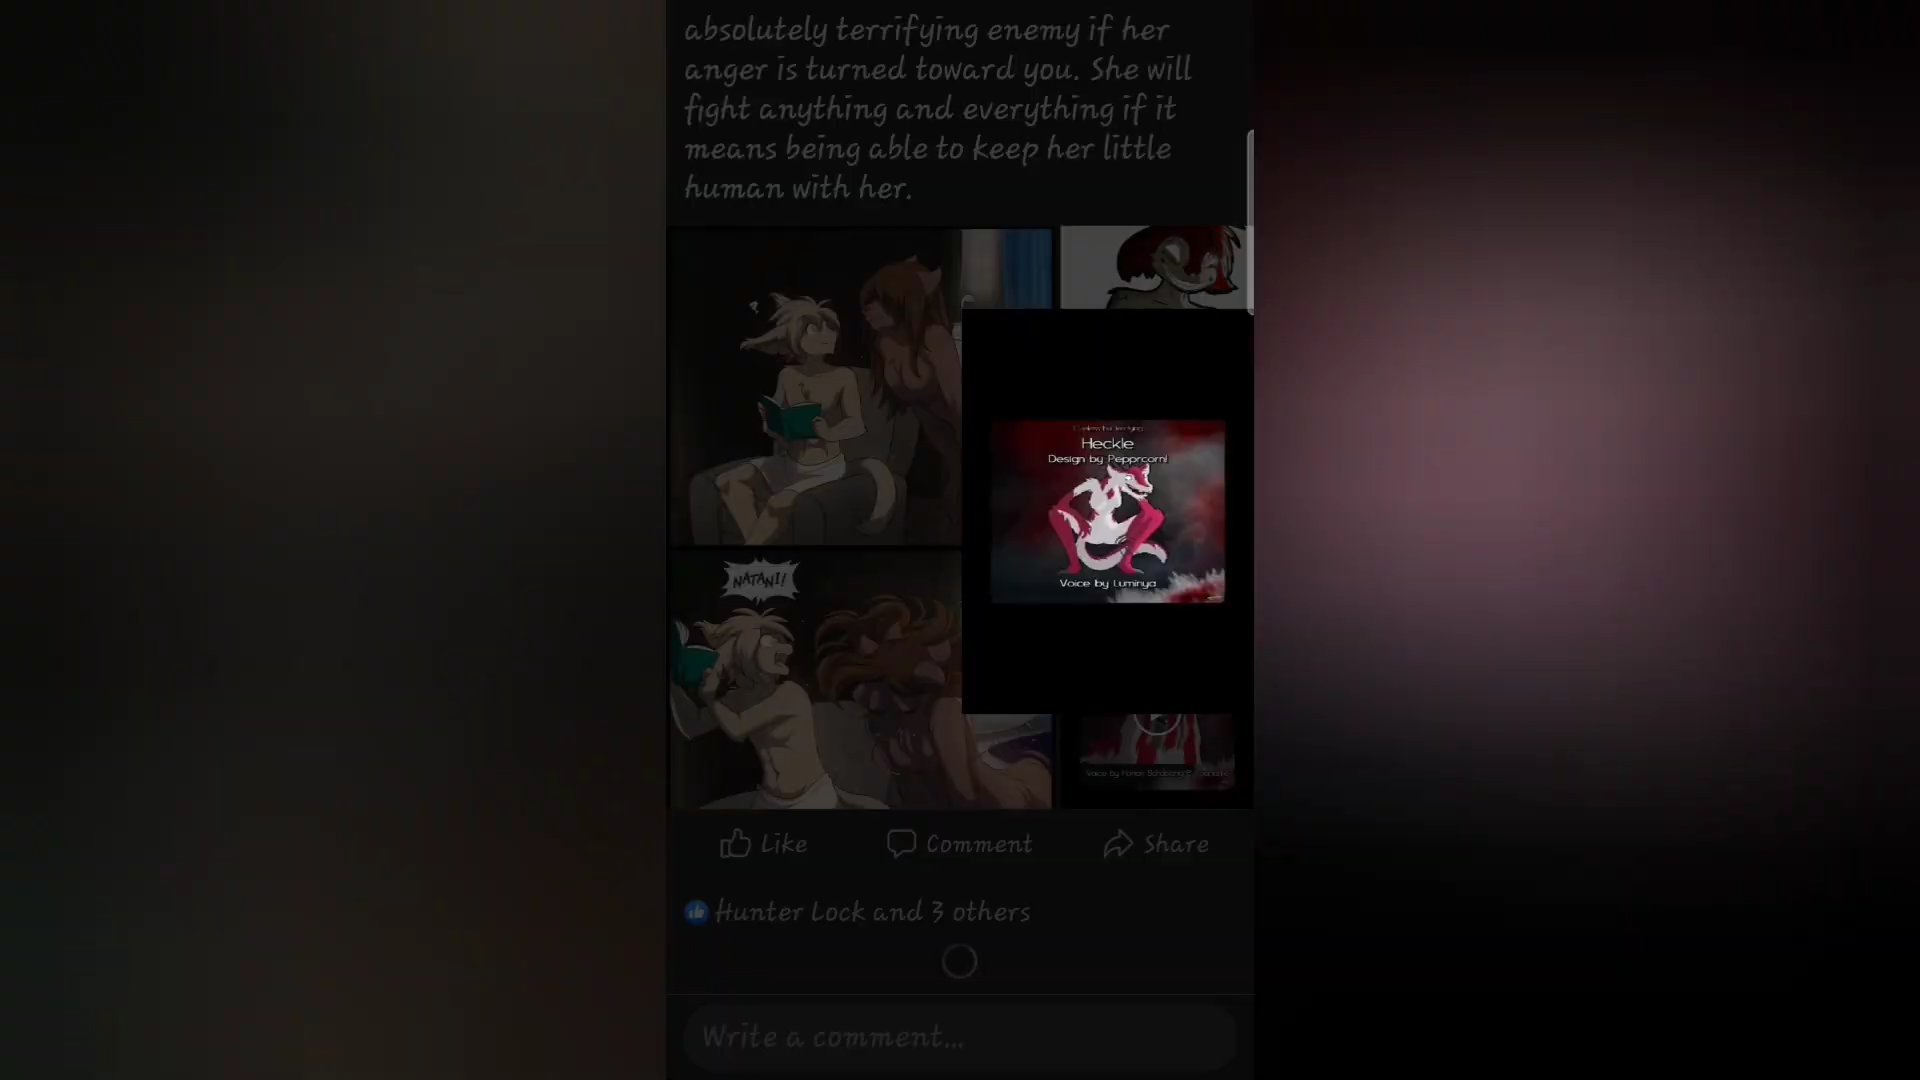 absolutely terrifying enemy if her
anger is turned toward you. She will
fight anything and everything if it
means being able to keep her little
human with her.
?
Heckle
Design by Pepprcorn!
Voice by Luminya
NATANI!
Voice by
Like
Comment
Share
Hunter Lock and 3 others
Write a comment...